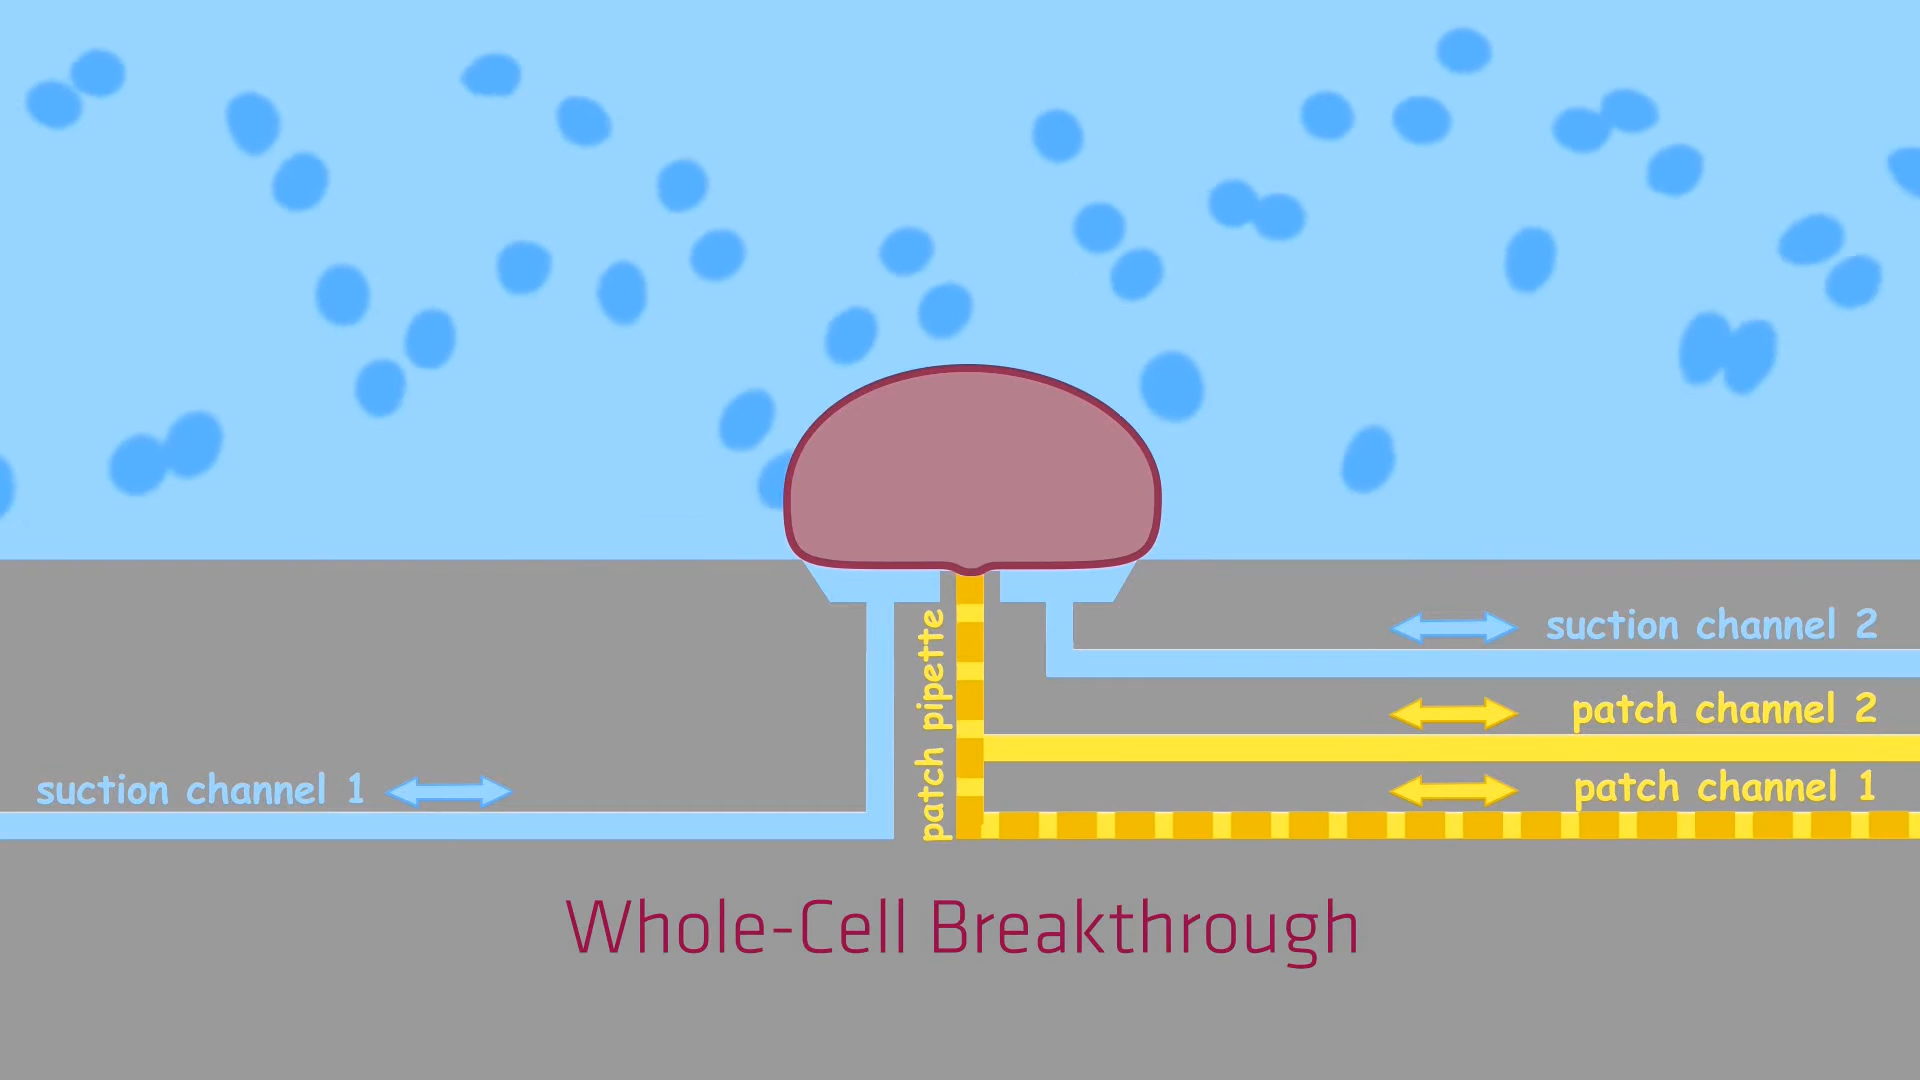 suction channel 2
patch channel 2
suction channel 1
patch pipette
patch channel 1
Whole-Cell Breakthrough